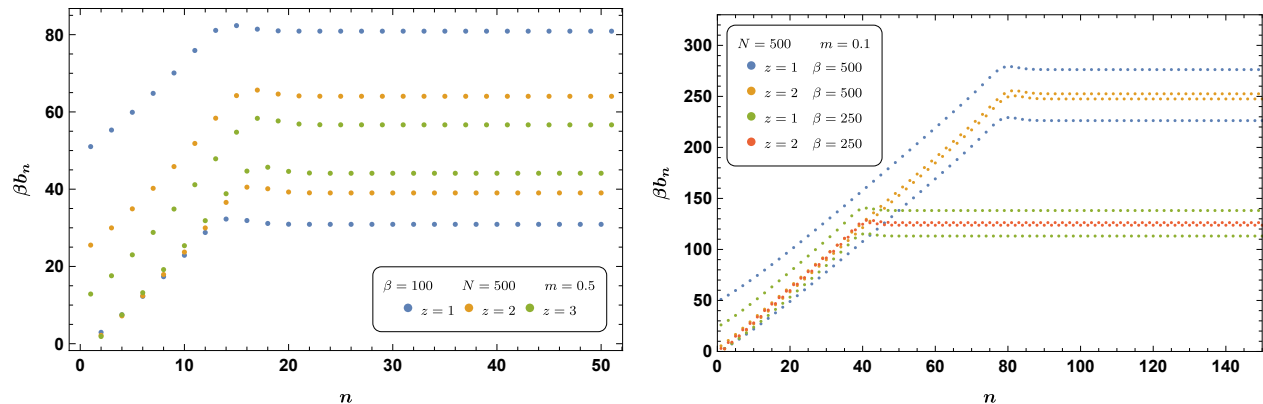 βb_n
80
60
40
20
0
β = 100 N = 500 m = 0.5
z = 1 z = 2 z = 3
0 10 20 30 40 50
n
βb_n
300
250
200
150
100
50
0
N = 500 m = 0.1
z = 1 β = 500
z = 2 β = 500
z = 1 β = 250
z = 2 β = 250
0 20 40 60 80 100 120 140
n